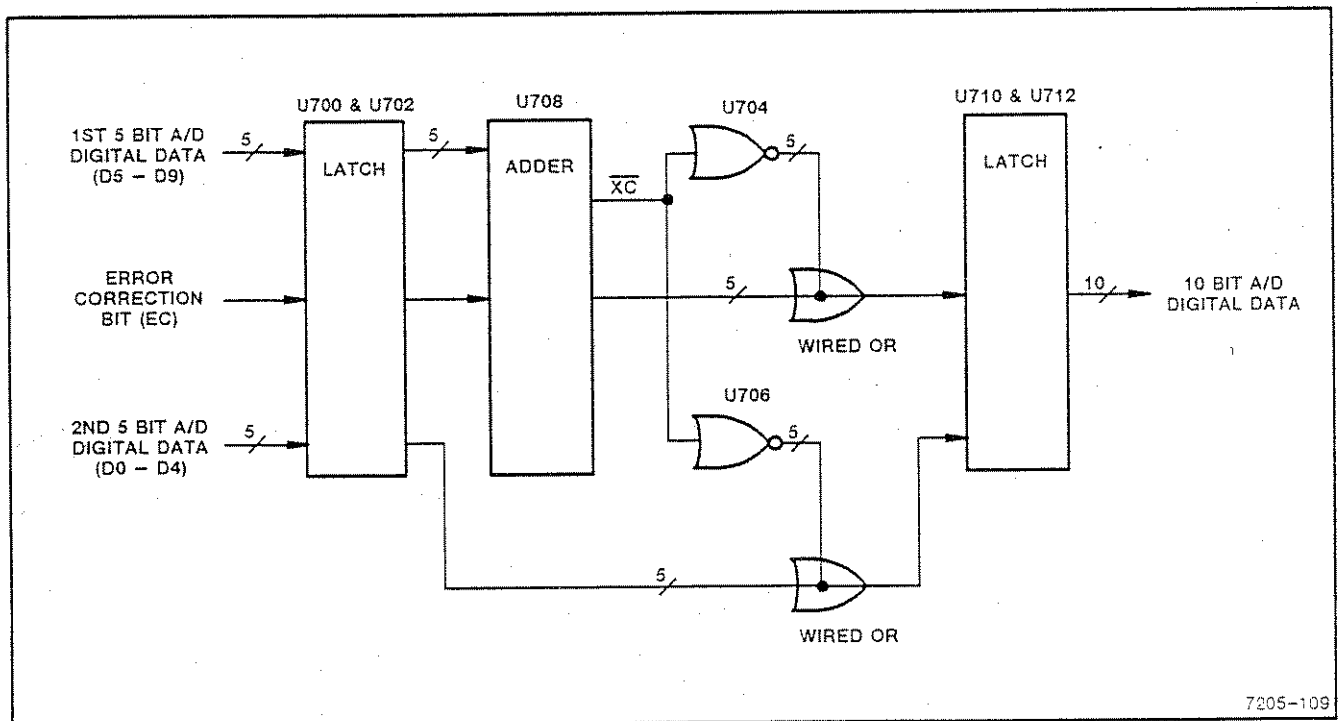 U700 & U702
U708
U704
U710 & U712
1ST 5 BIT A/D
DIGITAL DATA
(D5 – D9)
5
LATCH
5
ADDER
X̅C̅
5
LATCH
ERROR
CORRECTION
BIT (EC)
5
WIRED OR
10
10 BIT A/D
DIGITAL DATA
U706
2ND 5 BIT A/D
DIGITAL DATA
(D0 – D4)
5
5
5
WIRED OR
7205-109